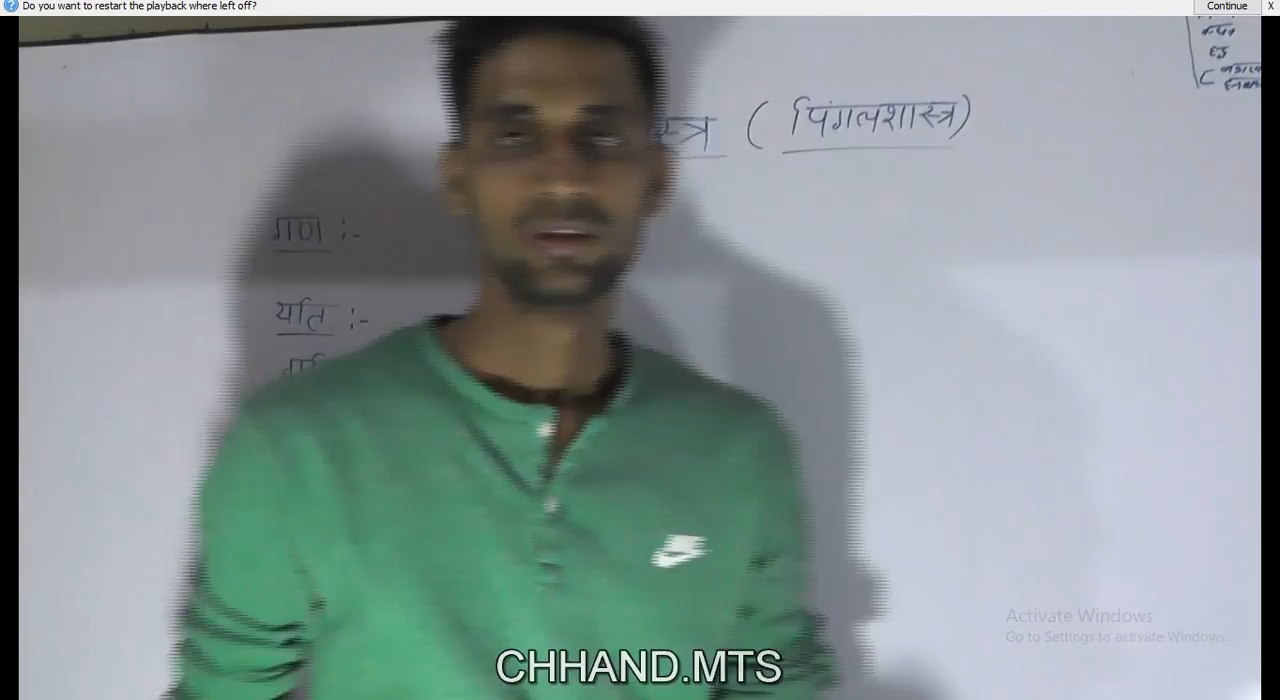 Do you want to restart the playback where left off? Continue X
स्त्र ( पिंगलशास्त्र)
गण :-
यति :-
Activate Windows
Go to Settings to activate Windows.
CHHAND.MTS